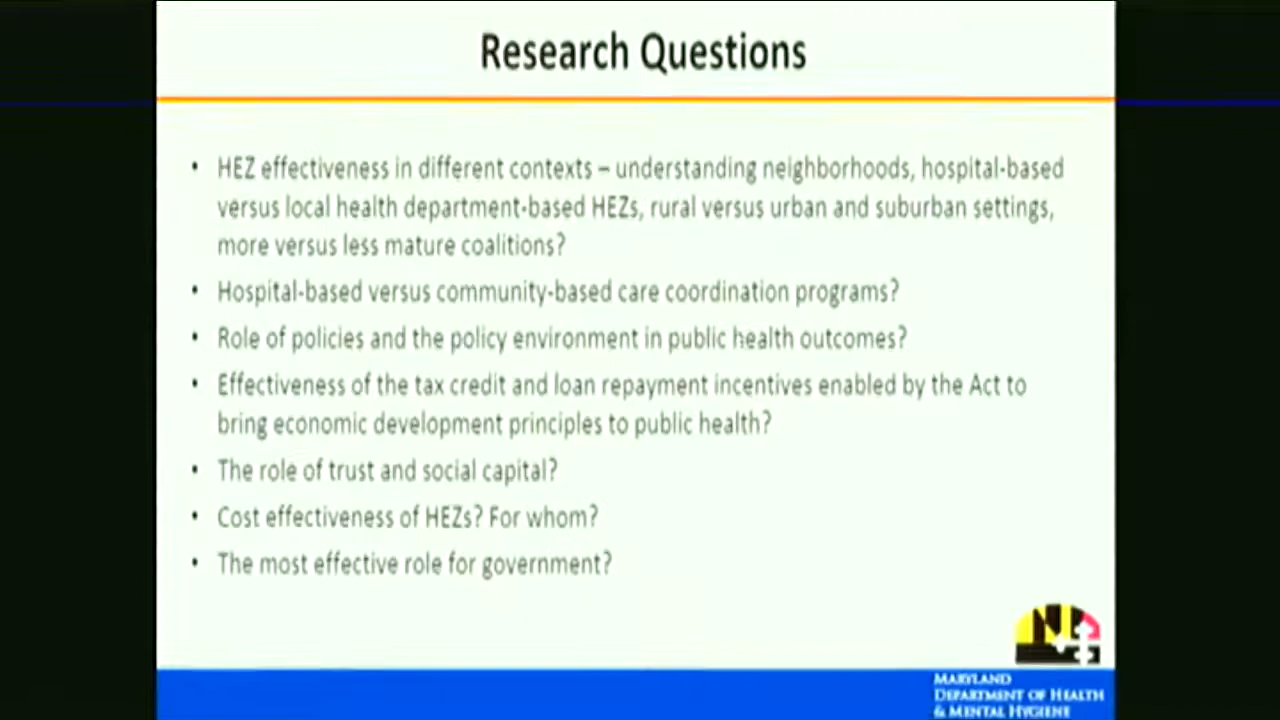 Research Questions
• HEZ effectiveness in different contexts – understanding neighborhoods, hospital-based
versus local health department-based HEZs, rural versus urban and suburban settings,
more versus less mature coalitions?
• Hospital-based versus community-based care coordination programs?
• Role of policies and the policy environment in public health outcomes?
• Effectiveness of the tax credit and loan repayment incentives enabled by the Act to
bring economic development principles to public health?
• The role of trust and social capital?
• Cost effectiveness of HEZs? For whom?
• The most effective role for government?
MARYLAND
DEPARTMENT OF HEALTH
& MENTAL HYGIENE